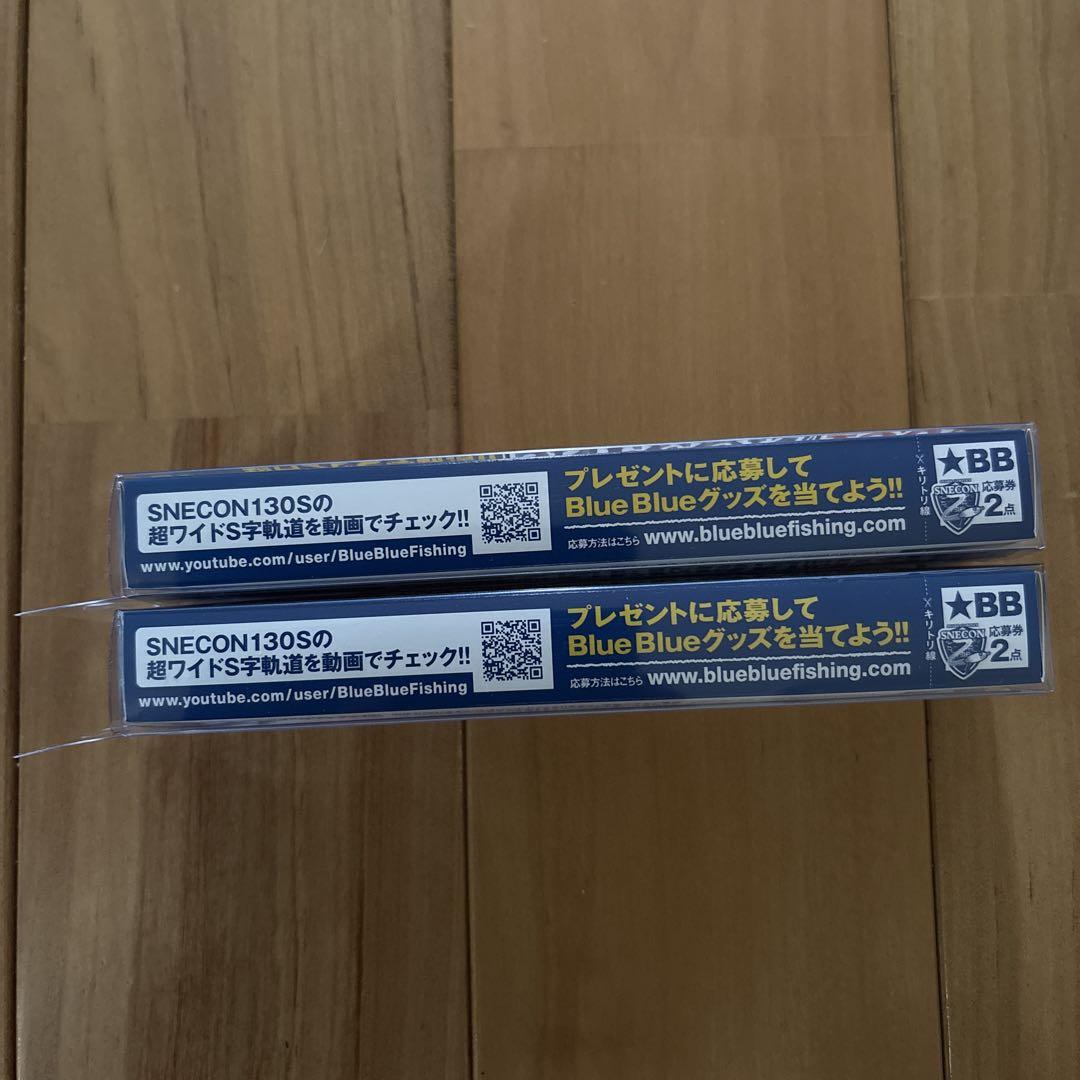 SNECON130Sの
超ワイドS字軌道を動画でチェック!!
www.youtube.com/user/BlueBlueFishing
プレゼントに応募して
BlueBlueグッズを当てよう!!
応募方法はこちら www.bluebluefishing.com
キリトリ線
★BB
SNECON
応募券
2点
SNECON130Sの
超ワイドS字軌道を動画でチェック!!
www.youtube.com/user/BlueBlueFishing
プレゼントに応募して
BlueBlueグッズを当てよう!!
応募方法はこちら www.bluebluefishing.com
キリトリ線
★BB
SNECON
応募券
2点